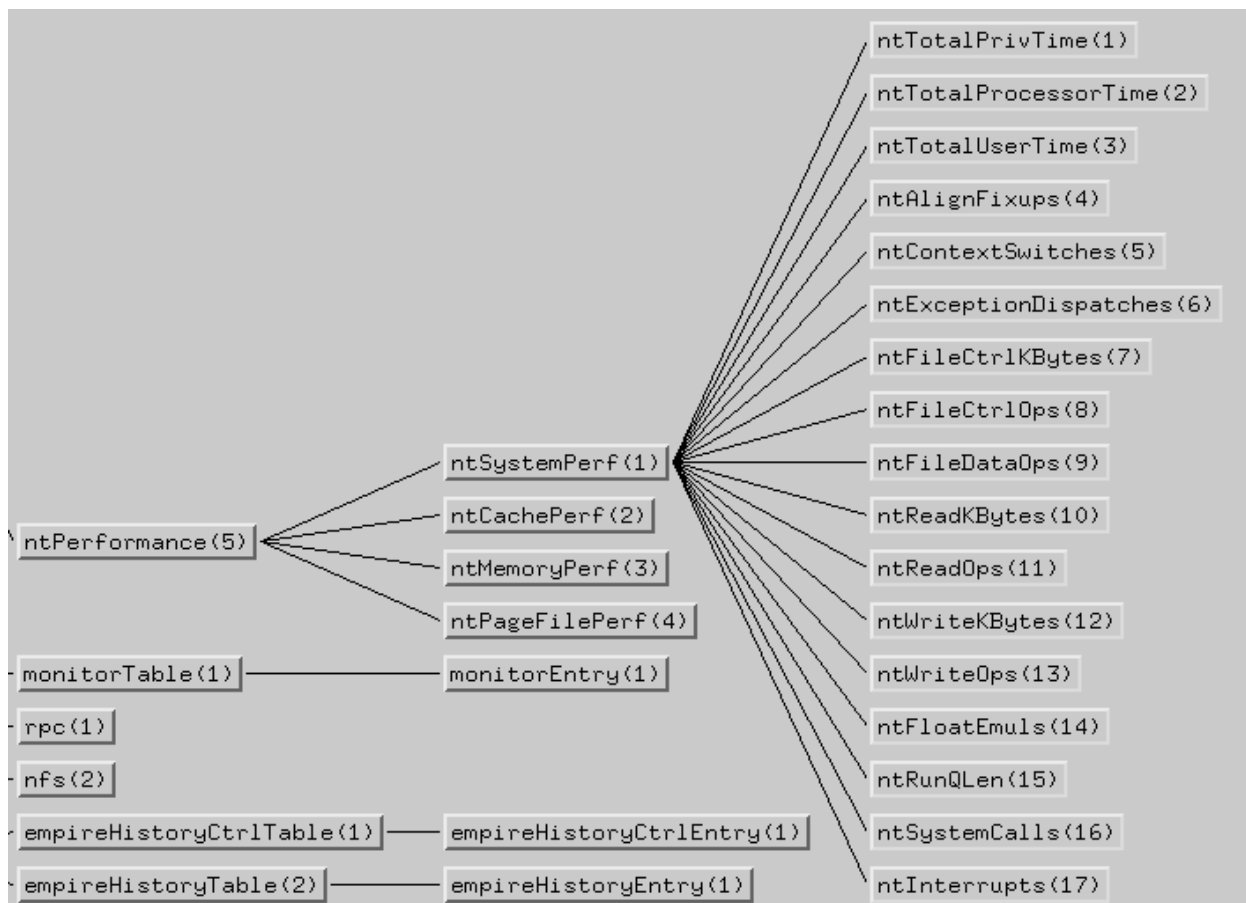 ntTotalPrivTime(1)
ntTotalProcessorTime(2)
ntTotalUserTime(3)
ntAlignFixups(4)
ntContextSwitches(5)
ntExceptionDispatches(6)
ntFileCtrlKBytes(7)
ntFileCtrlOps(8)
ntSystemPerf(1)
ntFileDataOps(9)
ntCachePerf(2)
ntReadKBytes(10)
ntPerformance(5)
ntMemoryPerf(3)
ntReadOps(11)
ntPageFilePerf(4)
ntWriteKBytes(12)
monitorTable(1)
monitorEntry(1)
ntWriteOps(13)
rpc(1)
ntFloatEmuls(14)
nfs(2)
ntRunQLen(15)
empireHistoryCtrlTable(1)
empireHistoryCtrlEntry(1)
ntSystemCalls(16)
empireHistoryTable(2)
empireHistoryEntry(1)
ntInterrupts(17)